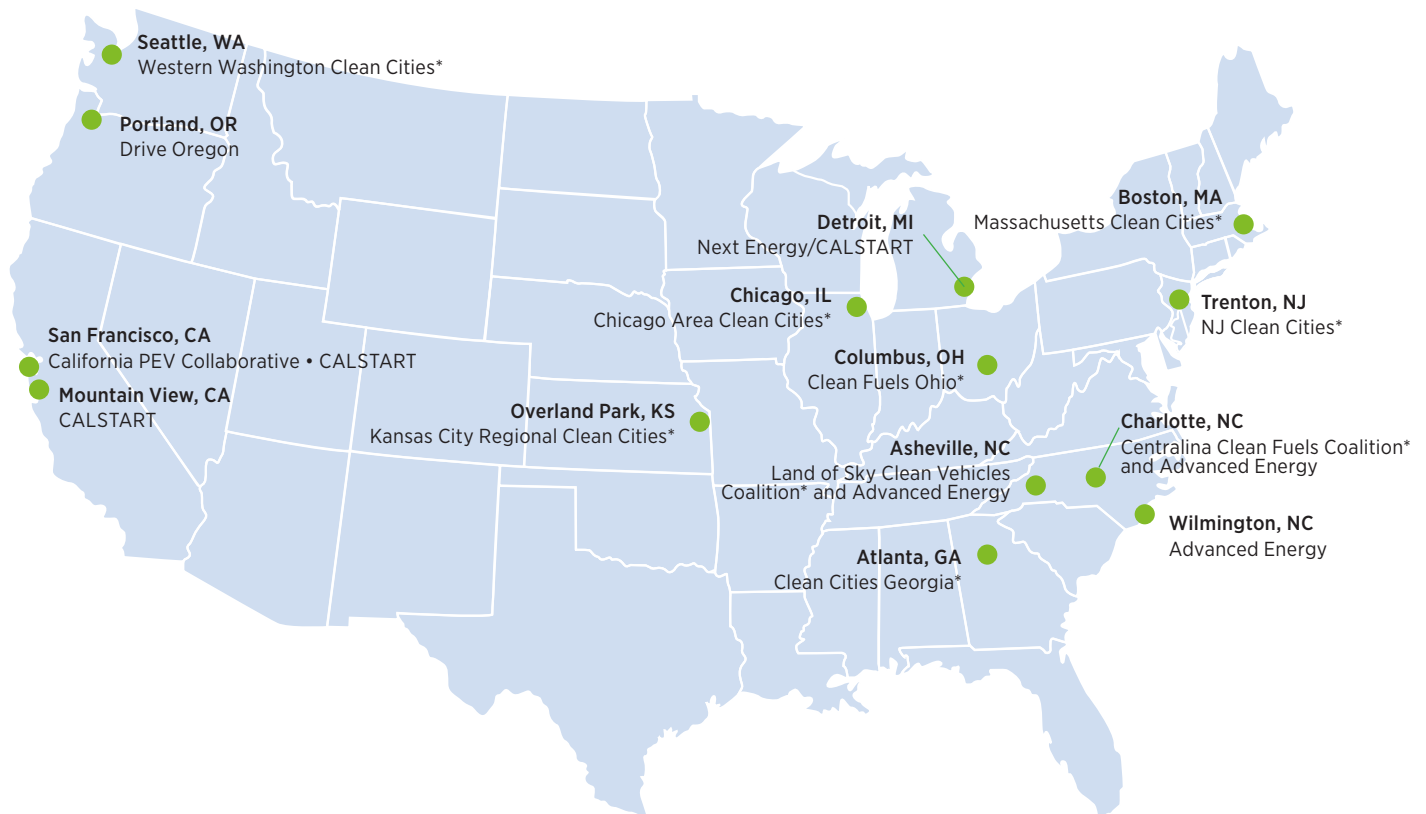 Seattle, WA
Western Washington Clean Cities*
Portland, OR
Drive Oregon
Boston, MA
Massachusetts Clean Cities*
Detroit, MI
Next Energy/CALSTART
Chicago, IL
Chicago Area Clean Cities*
Trenton, NJ
NJ Clean Cities*
San Francisco, CA
California PEV Collaborative • CALSTART
Mountain View, CA
CALSTART
Columbus, OH
Clean Fuels Ohio*
Overland Park, KS
Kansas City Regional Clean Cities*
Charlotte, NC
Centralina Clean Fuels Coalition*
and Advanced Energy
Asheville, NC
Land of Sky Clean Vehicles
Coalition* and Advanced Energy
Wilmington, NC
Advanced Energy
Atlanta, GA
Clean Cities Georgia*